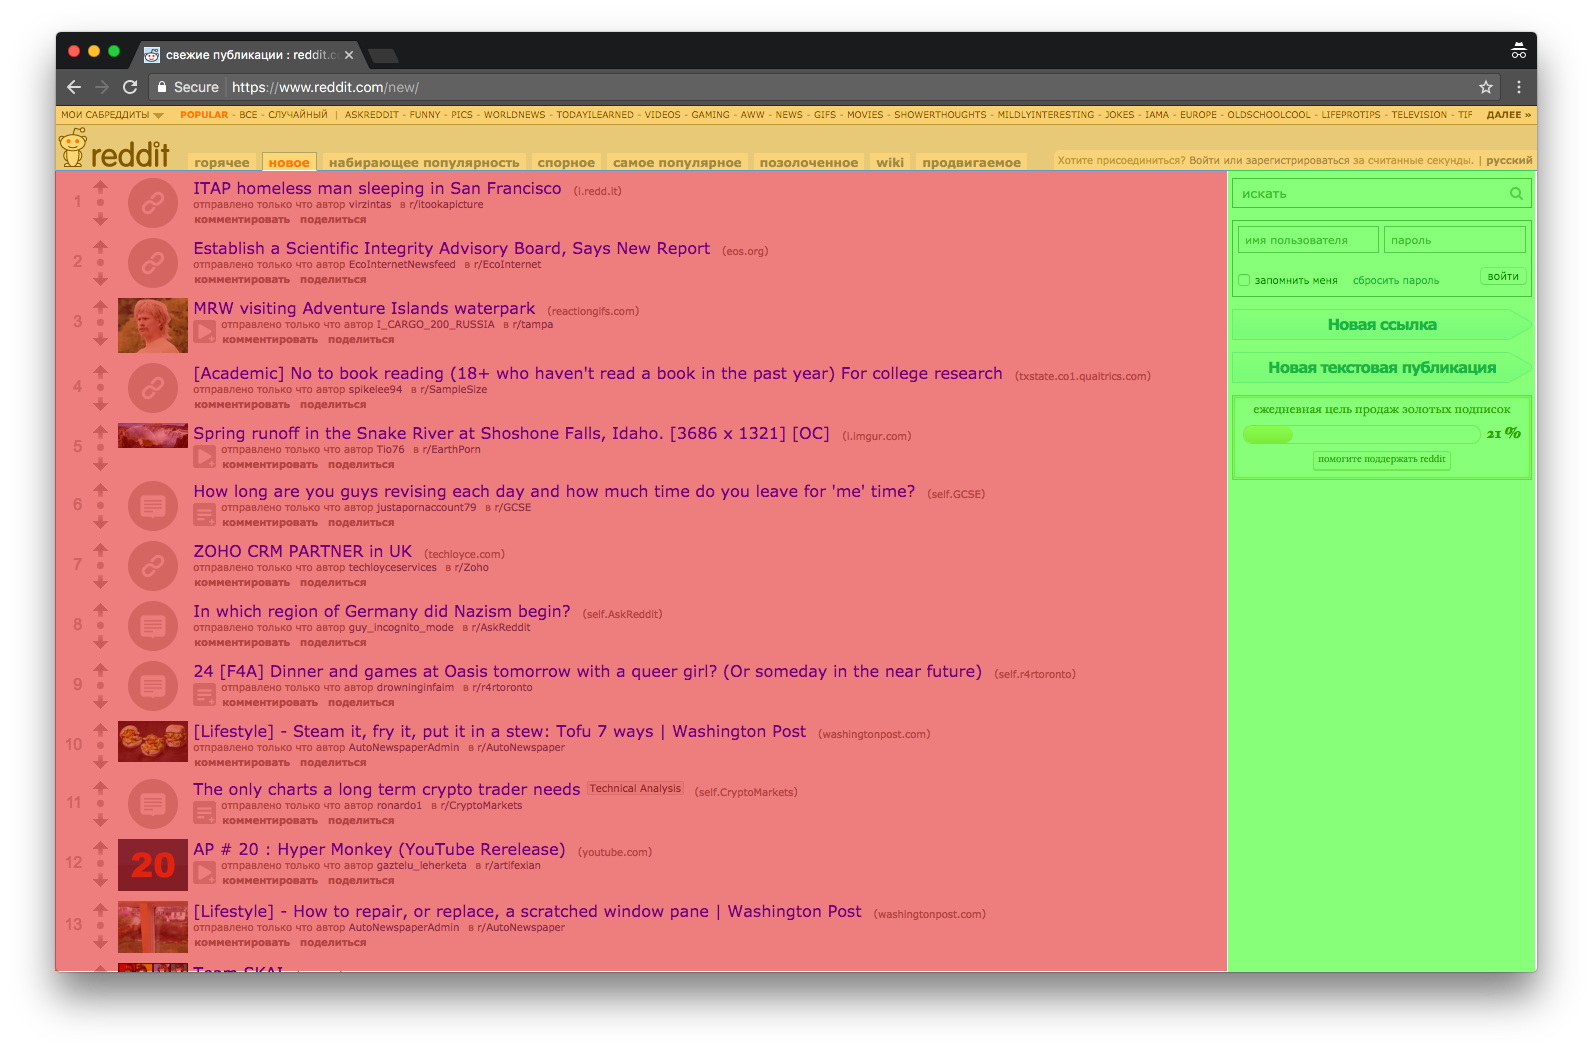 свежие публикации : reddit.c
Secure https://www.reddit.com/new/
МОИ САБРЕДДИТЫ POPULAR - ВСЕ - СЛУЧАЙНЫЙ | ASKREDDIT - FUNNY - PICS - WORLDNEWS - TODAYILEARNED - VIDEOS - GAMING - AWW - NEWS - GIFS - MOVIES - SHOWERTHOUGHTS - MILDLYINTERESTING - JOKES - IAMA - EUROPE - OLDSCHOOLCOOL - LIFEPROTIPS - TELEVISION - TIF ДАЛЕЕ »
reddit горячее новое набирающее популярность спорное самое популярное позолоченное wiki продвигаемое
Хотите присоединиться? Войти или зарегистрироваться за считанные секунды. | русский
1 ITAP homeless man sleeping in San Francisco (i.redd.it)
отправлено только что автор virzintas в r/itookapicture
комментировать поделиться
2 Establish a Scientific Integrity Advisory Board, Says New Report (eos.org)
отправлено только что автор EcoInternetNewsfeed в r/EcoInternet
комментировать поделиться
3 MRW visiting Adventure Islands waterpark (reactiongifs.com)
отправлено только что автор I_CARGO_200_RUSSIA в r/tampa
комментировать поделиться
4 [Academic] No to book reading (18+ who haven't read a book in the past year) For college research (txstate.co1.qualtrics.com)
отправлено только что автор spikelee94 в r/SampleSize
комментировать поделиться
5 Spring runoff in the Snake River at Shoshone Falls, Idaho. [3686 x 1321] [OC] (i.imgur.com)
отправлено только что автор Tio76 в r/EarthPorn
комментировать поделиться
6 How long are you guys revising each day and how much time do you leave for 'me' time? (self.GCSE)
отправлено только что автор justapornaccount79 в r/GCSE
комментировать поделиться
7 ZOHO CRM PARTNER in UK (techloyce.com)
отправлено только что автор techloyceservices в r/Zoho
комментировать поделиться
8 In which region of Germany did Nazism begin? (self.AskReddit)
отправлено только что автор guy_incognito_mode в r/AskReddit
комментировать поделиться
9 24 [F4A] Dinner and games at Oasis tomorrow with a queer girl? (Or someday in the near future) (self.r4rtoronto)
отправлено только что автор drowninginfaim в r/r4rtoronto
комментировать поделиться
10 [Lifestyle] - Steam it, fry it, put it in a stew: Tofu 7 ways | Washington Post (washingtonpost.com)
отправлено только что автор AutoNewspaperAdmin в r/AutoNewspaper
комментировать поделиться
11 The only charts a long term crypto trader needs Technical Analysis (self.CryptoMarkets)
отправлено только что автор ronardo1 в r/CryptoMarkets
комментировать поделиться
12 20 AP # 20 : Hyper Monkey (YouTube Rerelease) (youtube.com)
отправлено только что автор gaztelu_leherketa в r/artifexian
комментировать поделиться
13 [Lifestyle] - How to repair, or replace, a scratched window pane | Washington Post (washingtonpost.com)
отправлено только что автор AutoNewspaperAdmin в r/AutoNewspaper
комментировать поделиться
Team SKAI
искать
имя пользователя пароль
запомнить меня сбросить пароль войти
Новая ссылка
Новая текстовая публикация
ежедневная цель продаж золотых подписок
21 %
помогите поддержать reddit